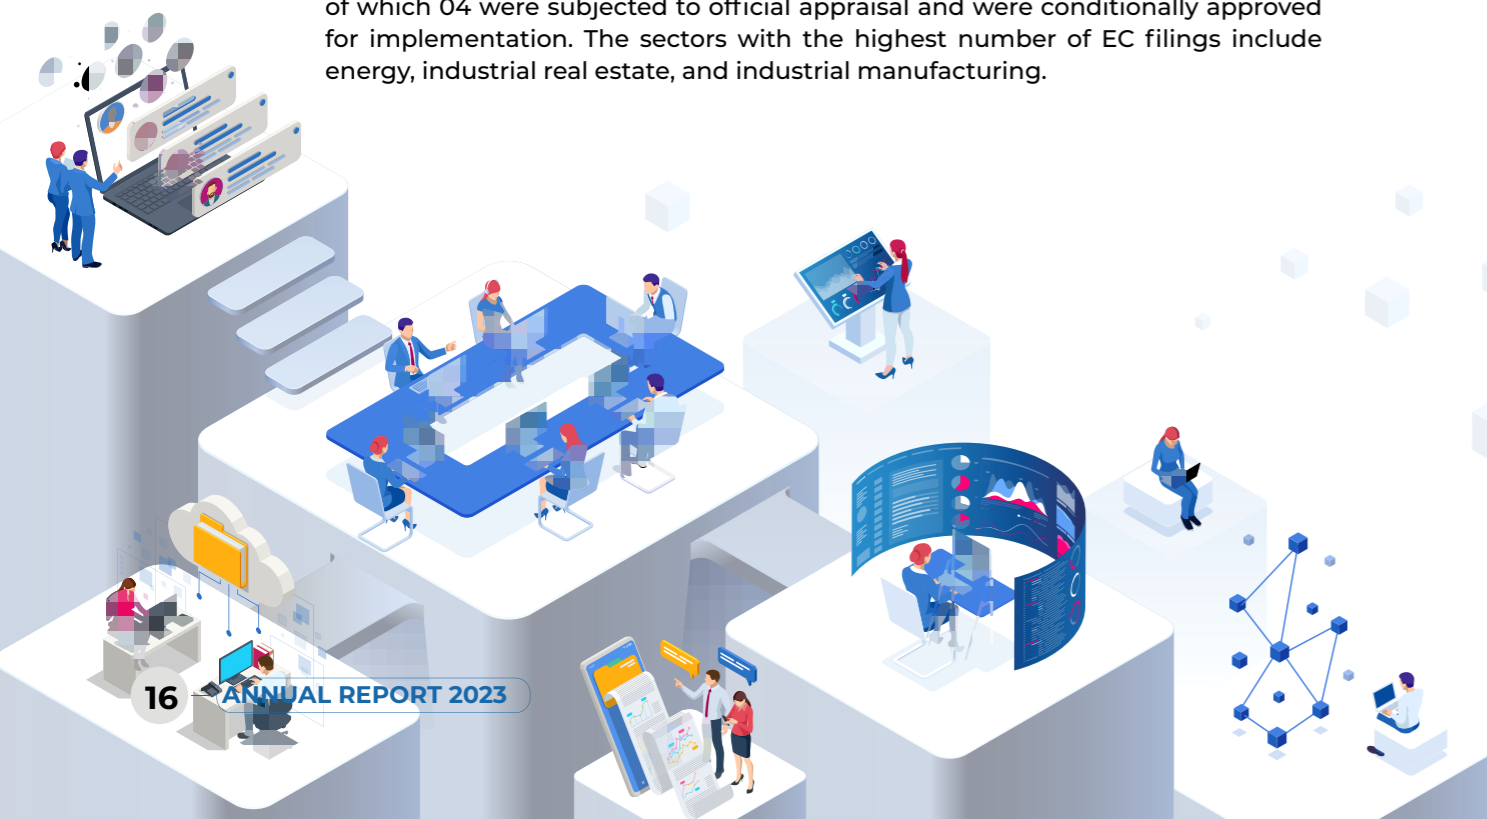 of which 04 were subjected to official appraisal and were conditionally approved
for implementation. The sectors with the highest number of EC filings include
energy, industrial real estate, and industrial manufacturing.
16
ANNUAL REPORT 2023